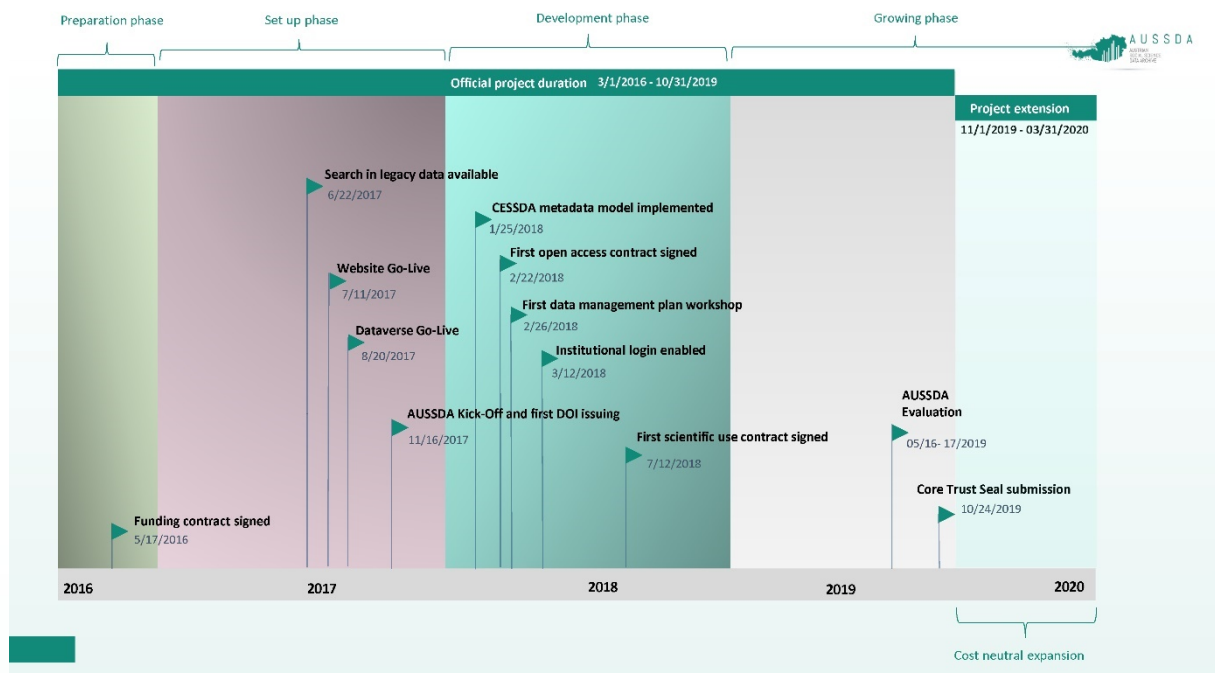 Preparation phase
Set up phase
Development phase
Growing phase
AUSSDA
Official project duration 3/1/2016 - 10/31/2019
Project extension
11/1/2019 - 03/31/2020
Search in legacy data available
6/22/2017
CESSDA metadata model implemented
1/25/2018
First open access contract signed
2/22/2018
Website Go-Live
7/11/2017
First data management plan workshop
2/26/2018
Dataverse Go-Live
8/20/2017
Institutional login enabled
3/12/2018
AUSSDA
Evaluation
05/16- 17/2019
AUSSDA Kick-Off and first DOI issuing
11/16/2017
First scientific use contract signed
7/12/2018
Core Trust Seal submission
10/24/2019
Funding contract signed
5/17/2016
2016
2017
2018
2019
2020
Cost neutral expansion